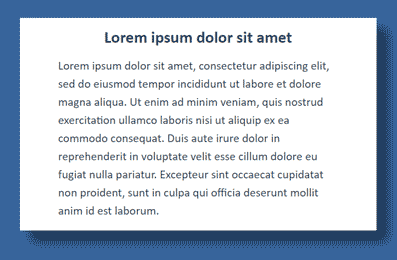 Lorem ipsum dolor sit amet
Lorem ipsum dolor sit amet, consectetur adipiscing elit,
sed do eiusmod tempor incididunt ut labore et dolore
magna aliqua. Ut enim ad minim veniam, quis nostrud
exercitation ullamco laboris nisi ut aliquip ex ea
commodo consequat. Duis aute irure dolor in
reprehenderit in voluptate velit esse cillum dolore eu
fugiat nulla pariatur. Excepteur sint occaecat cupidatat
non proident, sunt in culpa qui officia deserunt mollit
anim id est laborum.